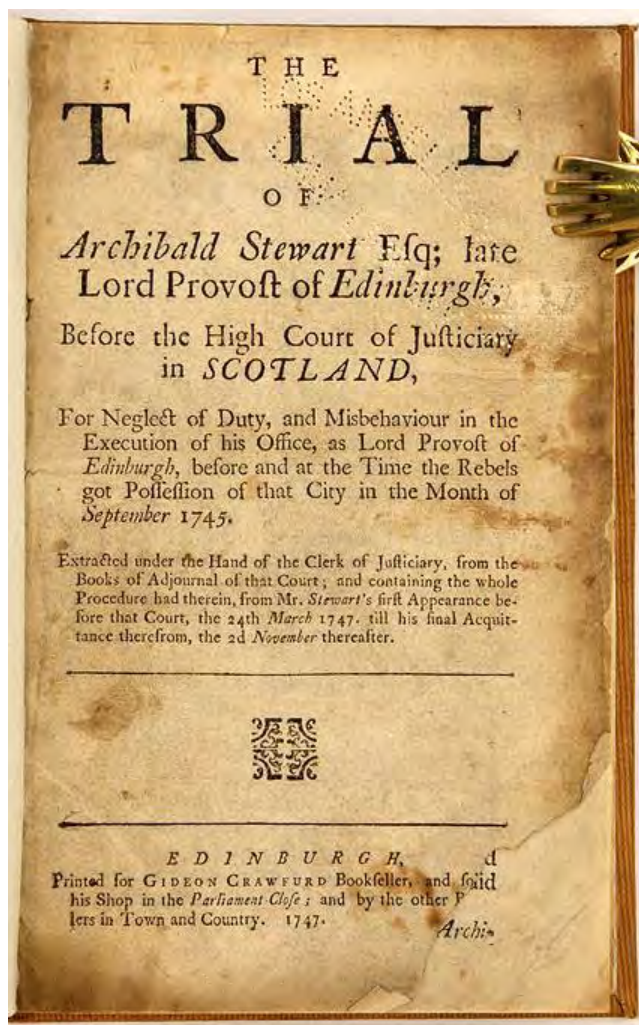 THE
TRIAL
OF
Archibald Stewart Eſq; late
Lord Provoſt of Edinburgh,
Before the High Court of Juſticiary
in SCOTLAND,
For Neglect of Duty, and Misbehaviour in the
Execution of his Office, as Lord Provoſt of
Edinburgh, before and at the Time the Rebels
got Poſſeſſion of that City in the Month of
September 1745.
Extracted under the Hand of the Clerk of Juſticiary, from the
Books of Adjournal of that Court; and containing the whole
Procedure had therein, from Mr. Stewart's firſt Appearance be-
fore that Court, the 24th March 1747. till his final Acquit-
tance therefrom, the 2d November thereafter.
EDINBURGH,
Printed for GIDEON CRAWFURD Bookſeller, and
his Shop in the Parliament-Cloſe; and by the other
lers in Town and Country. 1747.
Archi-